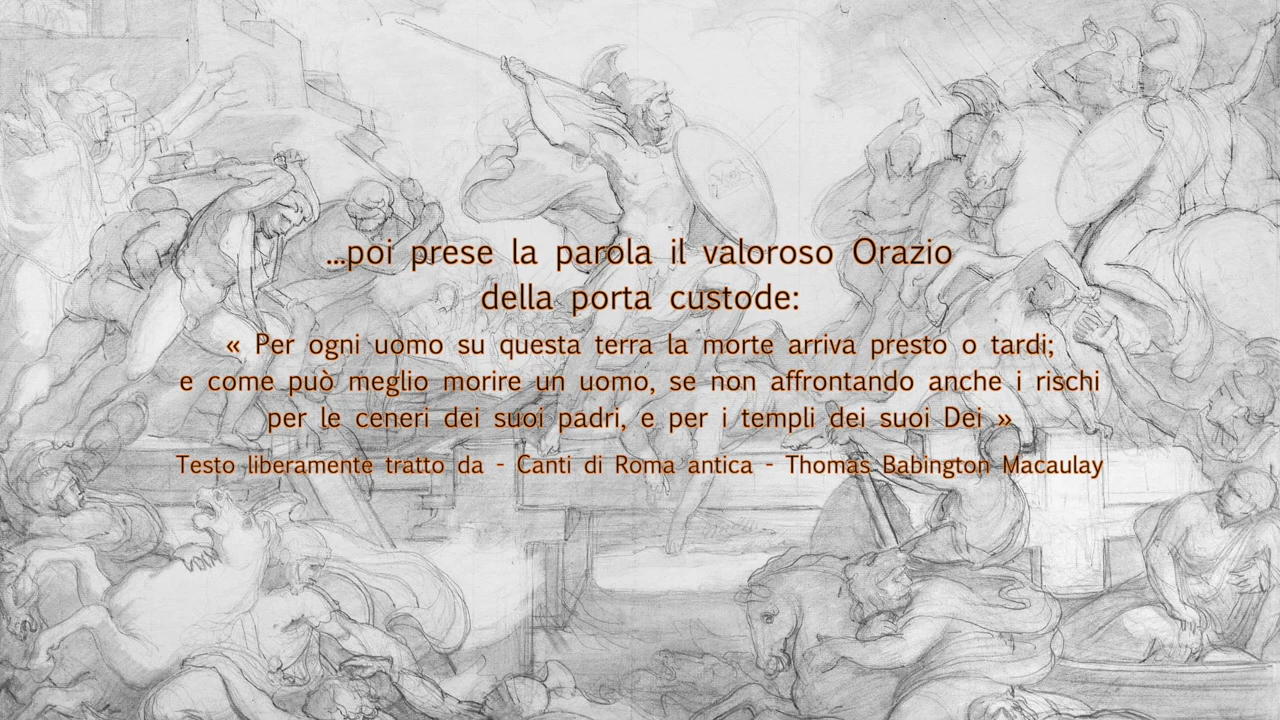 ...poi prese la parola il valoroso Orazio
della porta custode:
« Per ogni uomo su questa terra la morte arriva presto o tardi;
e come può meglio morire un uomo, se non affrontando anche i rischi
per le ceneri dei suoi padri, e per i templi dei suoi Dei »
Testo liberamente tratto da - Canti di Roma antica - Thomas Babington Macaulay